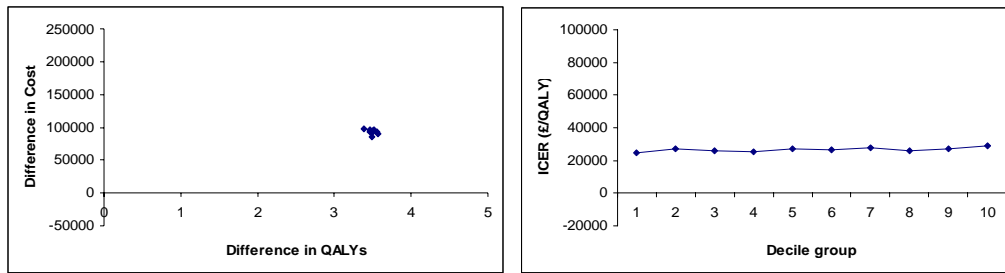 Difference in Cost
250000
200000
150000
100000
50000
0
-50000
0 1 2 3 4 5
Difference in QALYs
ICER (£/QALY)
100000
80000
60000
40000
20000
0
-20000
1 2 3 4 5 6 7 8 9 10
Decile group